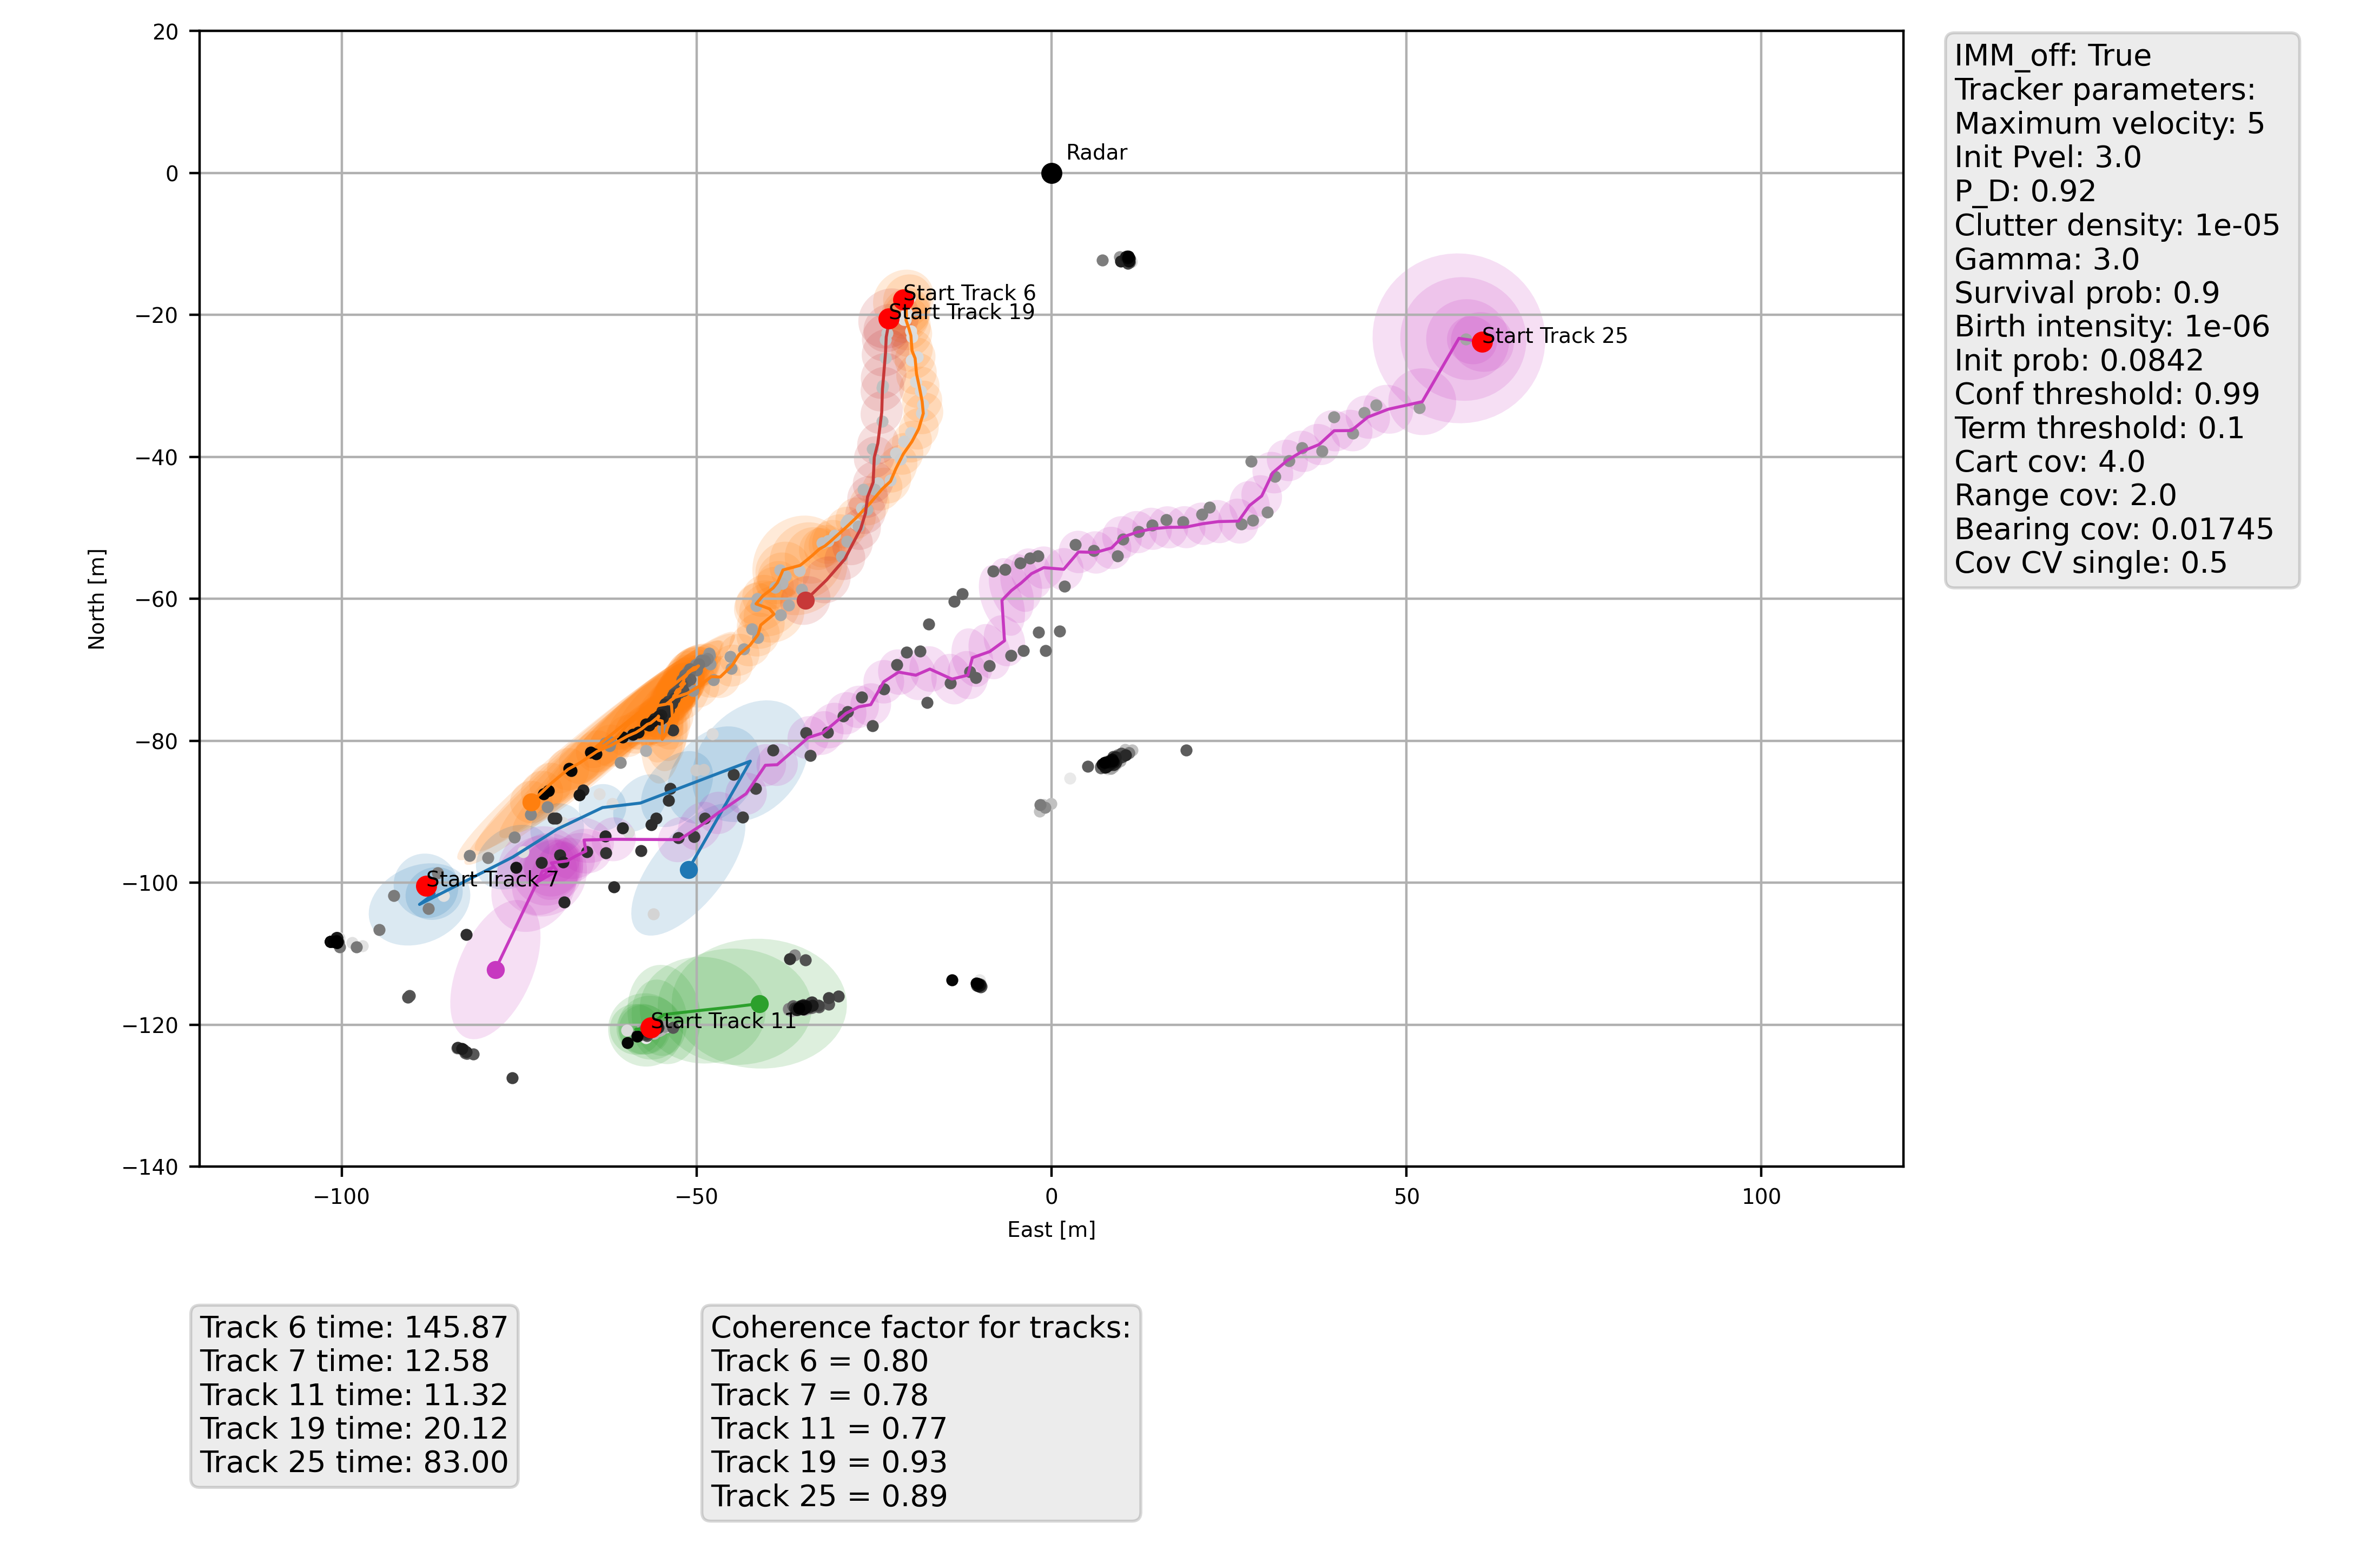 20
0
−20
−40
−60
−80
−100
−120
−140
North [m]
−100
−50
0
50
100
East [m]
Radar
Start Track 6
Start Track 19
Start Track 25
Start Track 7
Start Track 11
IMM_off: True
Tracker parameters:
Maximum velocity: 5
Init Pvel: 3.0
P_D: 0.92
Clutter density: 1e-05
Gamma: 3.0
Survival prob: 0.9
Birth intensity: 1e-06
Init prob: 0.0842
Conf threshold: 0.99
Term threshold: 0.1
Cart cov: 4.0
Range cov: 2.0
Bearing cov: 0.01745
Cov CV single: 0.5
Track 6 time: 145.87
Track 7 time: 12.58
Track 11 time: 11.32
Track 19 time: 20.12
Track 25 time: 83.00
Coherence factor for tracks:
Track 6 = 0.80
Track 7 = 0.78
Track 11 = 0.77
Track 19 = 0.93
Track 25 = 0.89